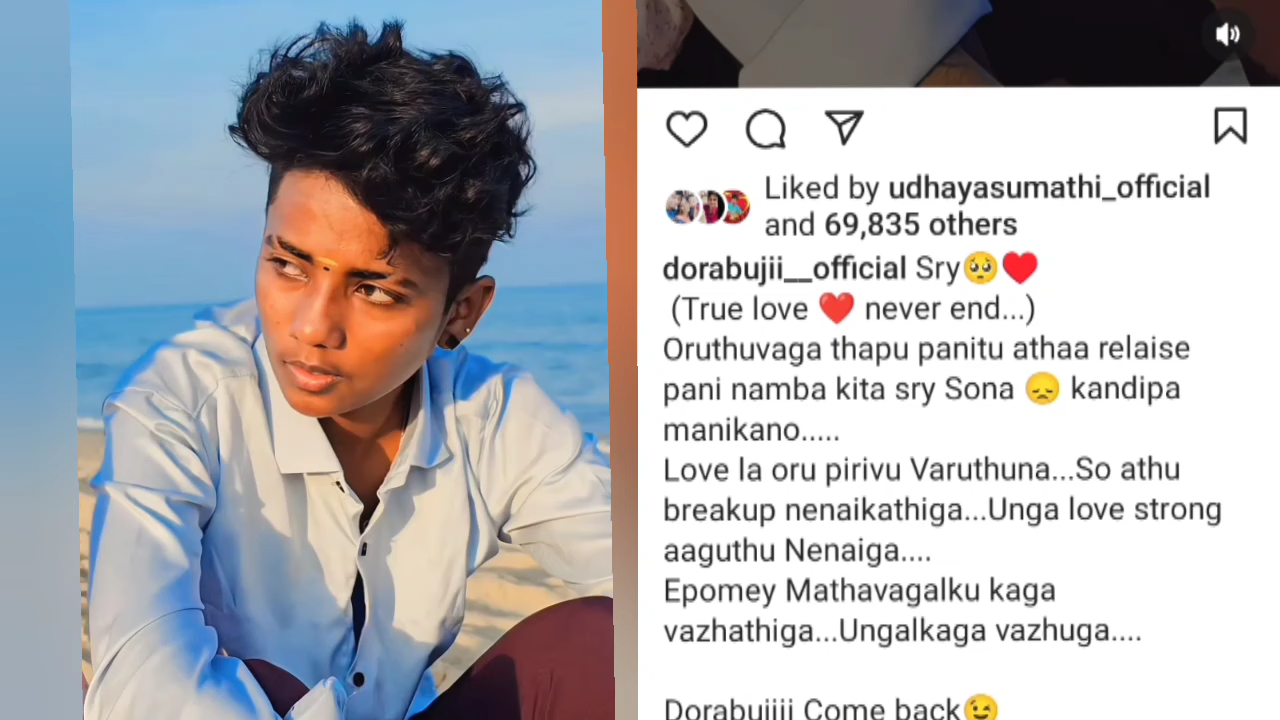 Liked by udhayasumathi_official
and 69,835 others
dorabujii__official Sry🥺♥️
(True love ❤️ never end...)
Oruthuvaga thapu panitu athaa relaise
pani namba kita sry Sona 😞 kandipa
manikano.....
Love la oru pirivu Varuthuna...So athu
breakup nenaikathiga...Unga love strong
aaguthu Nenaiga....
Epomey Mathavagalku kaga
vazhathiga...Ungalkaga vazhuga....
Dorabujiji Come back😉